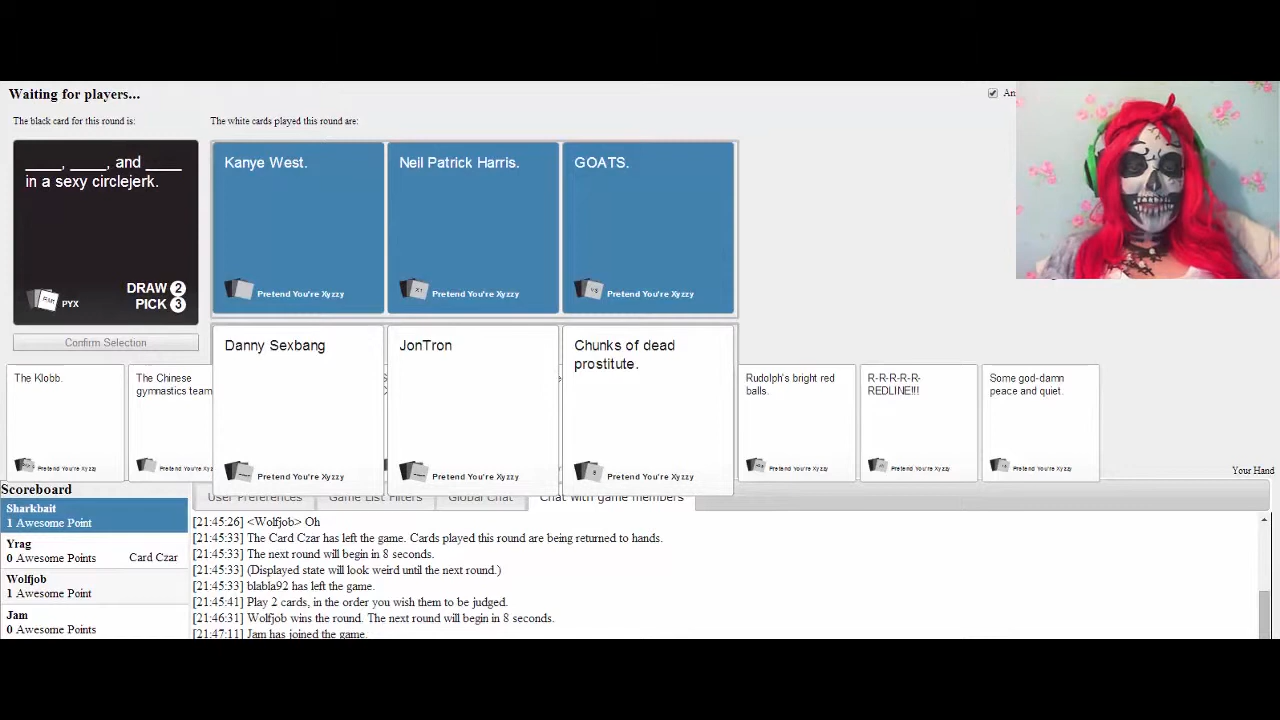 Waiting for players...
The black card for this round is:
The white cards played this round are:
____, ____, and ____
in a sexy circlejerk.
PYX
DRAW 2
PICK 3
Confirm Selection
Kanye West.
Pretend You're Xyzzy
Neil Patrick Harris.
Pretend You're Xyzzy
GOATS.
Pretend You're Xyzzy
Danny Sexbang
Pretend You're Xyzzy
JonTron
Pretend You're Xyzzy
Chunks of dead
prostitute.
Pretend You're Xyzzy
The Klobb.
Pretend You're Xyzzy
The Chinese
gymnastics team
Pretend You're Xyzzy
Rudolph's bright red
balls.
Pretend You're Xyzzy
R-R-R-R-R-
REDLINE!!!
Pretend You're Xyzzy
Some god-damn
peace and quiet.
Pretend You're Xyzzy
Your Hand
Scoreboard
Sharkbait
1 Awesome Point
Yrag
0 Awesome Points Card Czar
Wolfjob
1 Awesome Point
Jam
0 Awesome Points
User Preferences
Game List Filters
Global Chat
Chat with game members
[21:45:26] <Wolfjob> Oh
[21:45:33] The Card Czar has left the game. Cards played this round are being returned to hands.
[21:45:33] The next round will begin in 8 seconds.
[21:45:33] (Displayed state will look weird until the next round.)
[21:45:33] blabla92 has left the game.
[21:45:41] Play 2 cards, in the order you wish them to be judged.
[21:46:31] Wolfjob wins the round. The next round will begin in 8 seconds.
[21:47:11] Jam has joined the game.